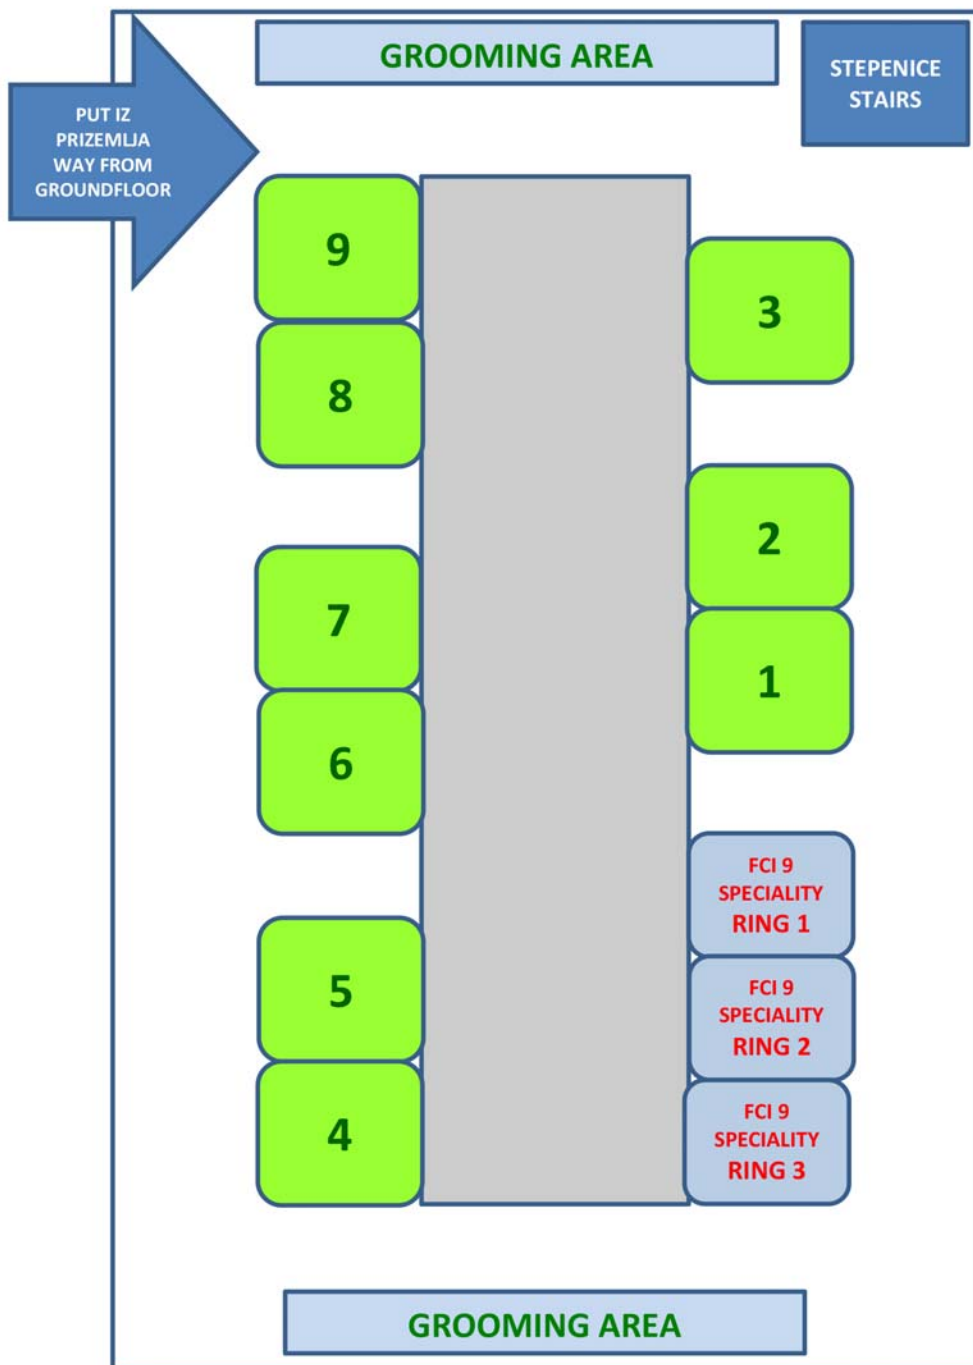 GROOMING AREA
STEPENICE
STAIRS
PUT IZ
PRIZEMLJA
WAY FROM
GROUNDFLOOR
9
3
8
2
7
1
6
FCI 9
SPECIALITY
RING 1
5
FCI 9
SPECIALITY
RING 2
4
FCI 9
SPECIALITY
RING 3
GROOMING AREA